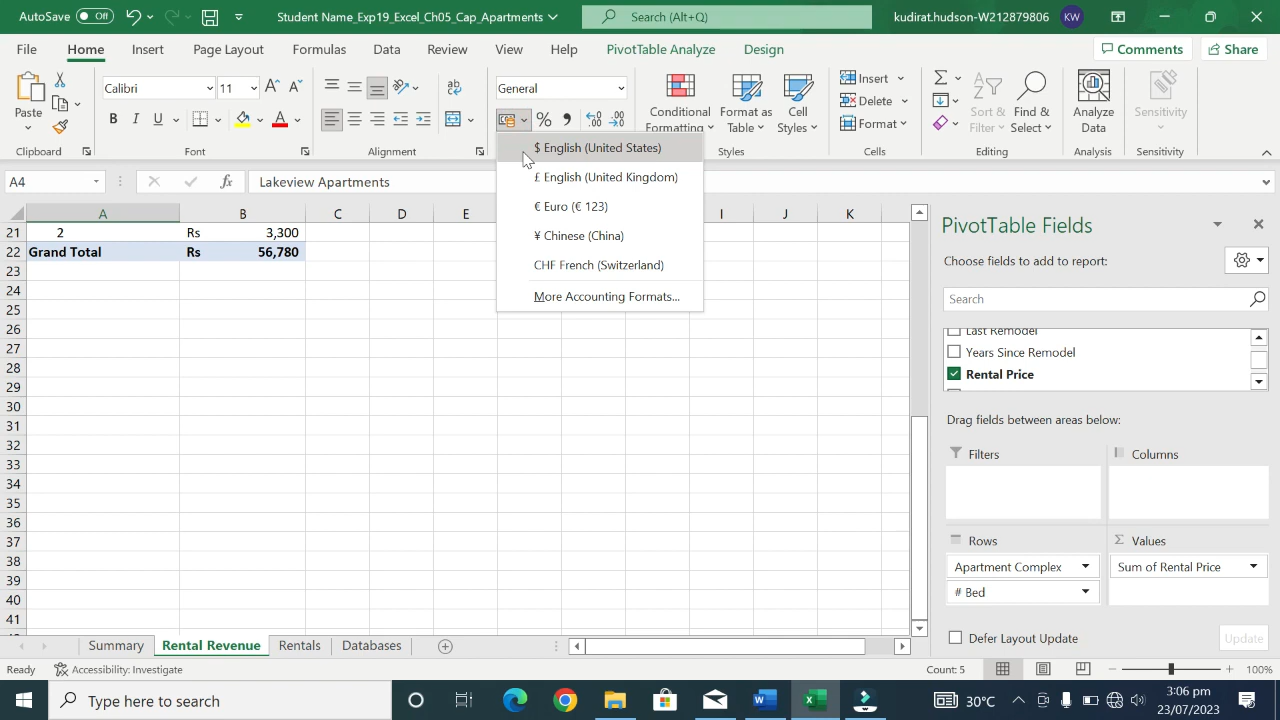 AutoSave Off Student Name_Exp19_Excel_Ch05_Cap_Apartments Search (Alt+Q) kudirat.hudson-W212879806 KW
File Home Insert Page Layout Formulas Data Review View Help PivotTable Analyze Design Comments Share
Paste
Clipboard
Calibri 11
B I U A
Font
Alignment
General
$ English (United States)
£ English (United Kingdom)
€ Euro (€ 123)
¥ Chinese (China)
CHF French (Switzerland)
More Accounting Formats...
Conditional Formatting
Format as Table
Cell Styles
Styles
Insert
Delete
Format
Cells
Sort & Filter
Find & Select
Editing
Analyze Data
Analysis
Sensitivity
Sensitivity
A4 fx Lakeview Apartments
A B C D E I J K
21 2 Rs 3,300
22 Grand Total Rs 56,780
23
24
25
26
27
28
29
30
31
32
33
34
35
36
37
38
39
40
41
PivotTable Fields
Choose fields to add to report:
Search
Last Remodel
Years Since Remodel
Rental Price
Drag fields between areas below:
Filters Columns
Rows Σ Values
Apartment Complex Sum of Rental Price
# Bed
Defer Layout Update Update
Summary Rental Revenue Rentals Databases
Ready Accessibility: Investigate Count: 5 100%
Type here to search 30°C 3:06 pm
23/07/2023